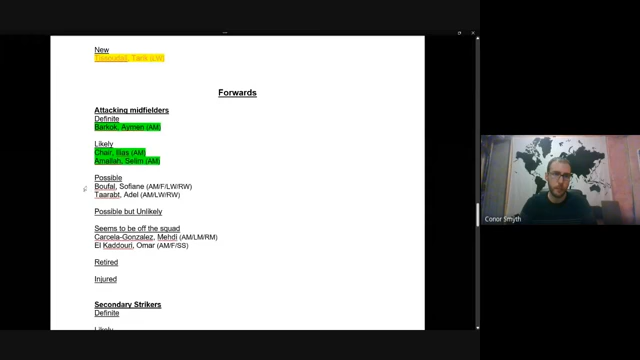 New
Tissoudali, Tarik (LW)
Forwards
Attacking midfielders
Definite
Barkok, Aymen (AM)
Likely
Chair, Ilias (AM)
Amallah, Selim (AM)
Possible
Boufal, Sofiane (AM/F/LW/RW)
Taarabt, Adel (AM/LW/RW)
Possible but Unlikely
Seems to be off the squad
Carcela-Gonzalez, Mehdi (AM/LM/RM)
El Kaddouri, Omar (AM/F/SS)
Retired
Injured
Secondary Strikers
Definite
Likely
Conor Smyth